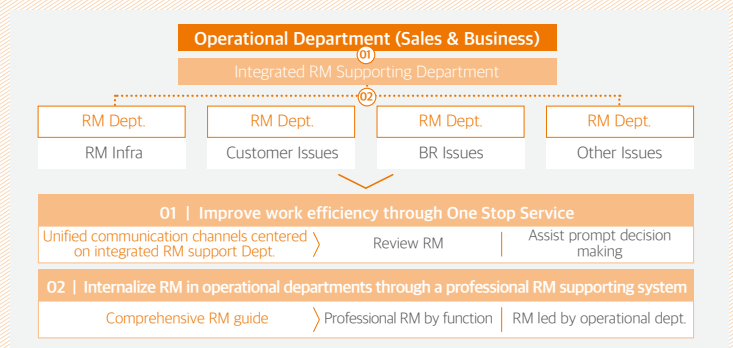 Operational Department (Sales & Business)
01
Integrated RM Supporting Department
02
RM Dept.
RM Dept.
RM Dept.
RM Dept.
RM Infra
Customer Issues
BR Issues
Other Issues
01 | Improve work efficiency through One Stop Service
Unified communication channels centered
on integrated RM support Dept.
Review RM
Assist prompt decision
making
02 | Internalize RM in operational departments through a professional RM supporting system
Comprehensive RM guide
Professional RM by function
RM led by operational dept.